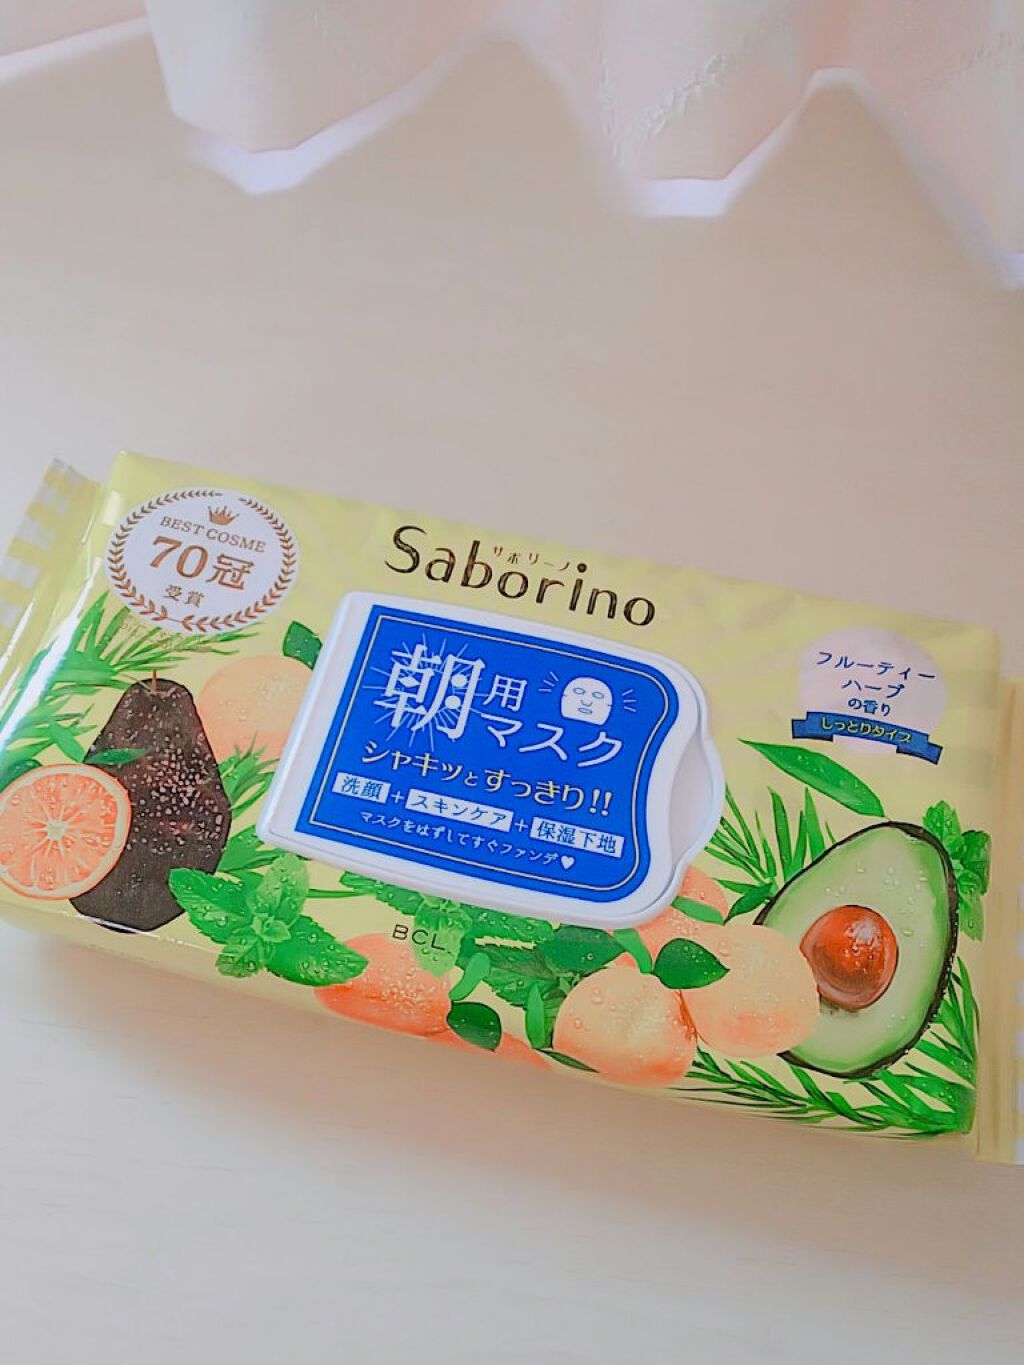 BEST COSME
70冠
受賞
サボリーノ
Saborino
朝用
マスク
シャキッとすっきり!!
洗顔+スキンケア+保湿下地
マスクをはずしてすぐファンデ♥
フルーティー
ハーブ
の香り
しっとりタイプ
BCL